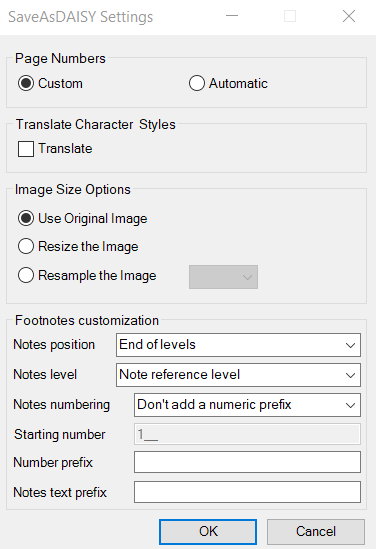 SaveAsDAISY Settings
Page Numbers
Custom Automatic
Translate Character Styles
Translate
Image Size Options
Use Original Image
Resize the Image
Resample the Image
Footnotes customization
Notes position End of levels
Notes level Note reference level
Notes numbering Don't add a numeric prefix
Starting number 1__
Number prefix
Notes text prefix
OK Cancel